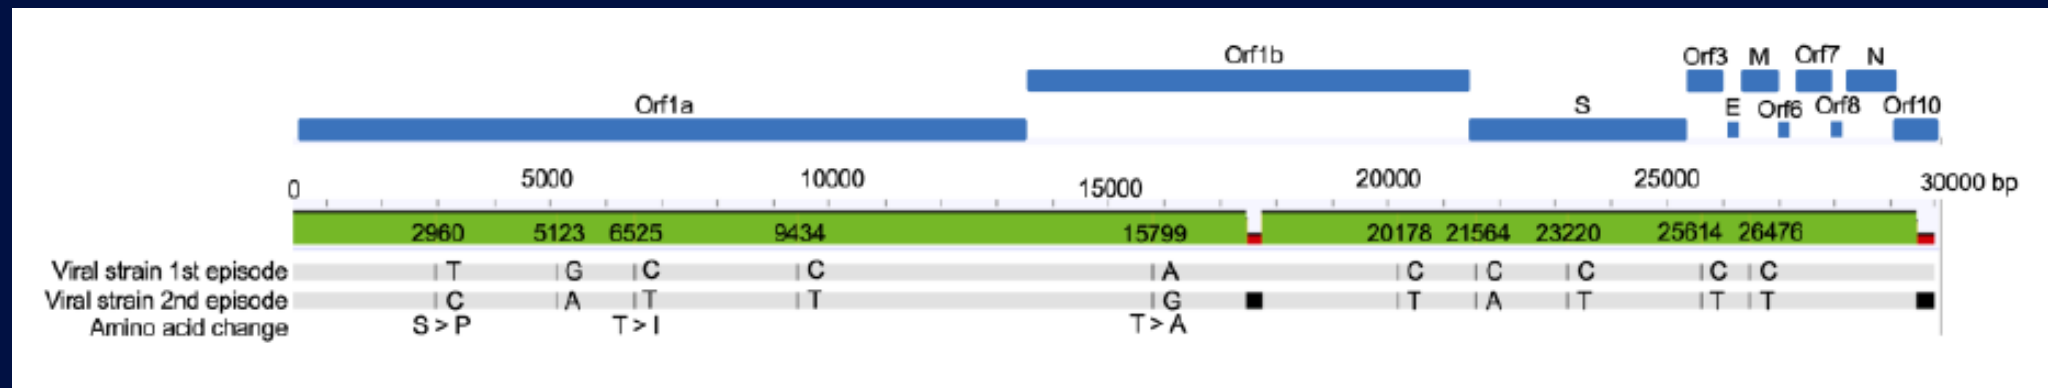 Orf1b
Orf3 M Orf7 N
Orf1a
S
E Orf6 Orf8 Orf10
0 5000 10000 15000 20000 25000 30000 bp
2960 5123 6525 9434 15799 20178 21564 23220 25614 26476
Viral strain 1st episode T G C C A C C C C C
Viral strain 2nd episode C A T T G T A T T T
Amino acid change S > P T > I T > A